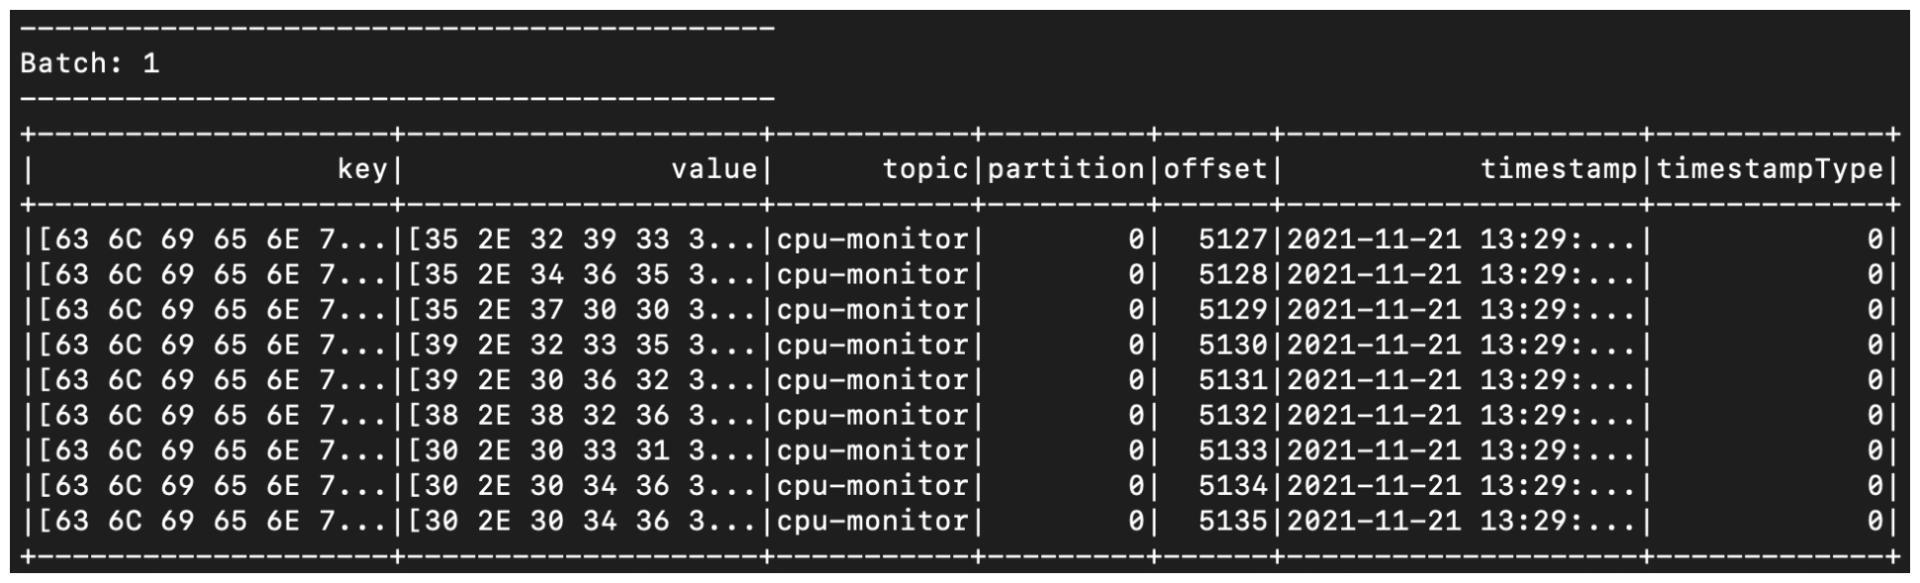 -------------------------------------------
Batch: 1
-------------------------------------------
+--------------------+--------------------+-----------+---------+------+--------------------+-------------+
|                 key|               value|      topic|partition|offset|           timestamp|timestampType|
+--------------------+--------------------+-----------+---------+------+--------------------+-------------+
|[63 6C 69 65 6E 7...|[35 2E 32 39 33 3...|cpu-monitor|        0|  5127|2021-11-21 13:29:...|            0|
|[63 6C 69 65 6E 7...|[35 2E 34 36 35 3...|cpu-monitor|        0|  5128|2021-11-21 13:29:...|            0|
|[63 6C 69 65 6E 7...|[35 2E 37 30 30 3...|cpu-monitor|        0|  5129|2021-11-21 13:29:...|            0|
|[63 6C 69 65 6E 7...|[39 2E 32 33 35 3...|cpu-monitor|        0|  5130|2021-11-21 13:29:...|            0|
|[63 6C 69 65 6E 7...|[39 2E 30 36 32 3...|cpu-monitor|        0|  5131|2021-11-21 13:29:...|            0|
|[63 6C 69 65 6E 7...|[38 2E 38 32 36 3...|cpu-monitor|        0|  5132|2021-11-21 13:29:...|            0|
|[63 6C 69 65 6E 7...|[30 2E 30 33 31 3...|cpu-monitor|        0|  5133|2021-11-21 13:29:...|            0|
|[63 6C 69 65 6E 7...|[30 2E 30 34 36 3...|cpu-monitor|        0|  5134|2021-11-21 13:29:...|            0|
|[63 6C 69 65 6E 7...|[30 2E 30 34 36 3...|cpu-monitor|        0|  5135|2021-11-21 13:29:...|            0|
+--------------------+--------------------+-----------+---------+------+--------------------+-------------+